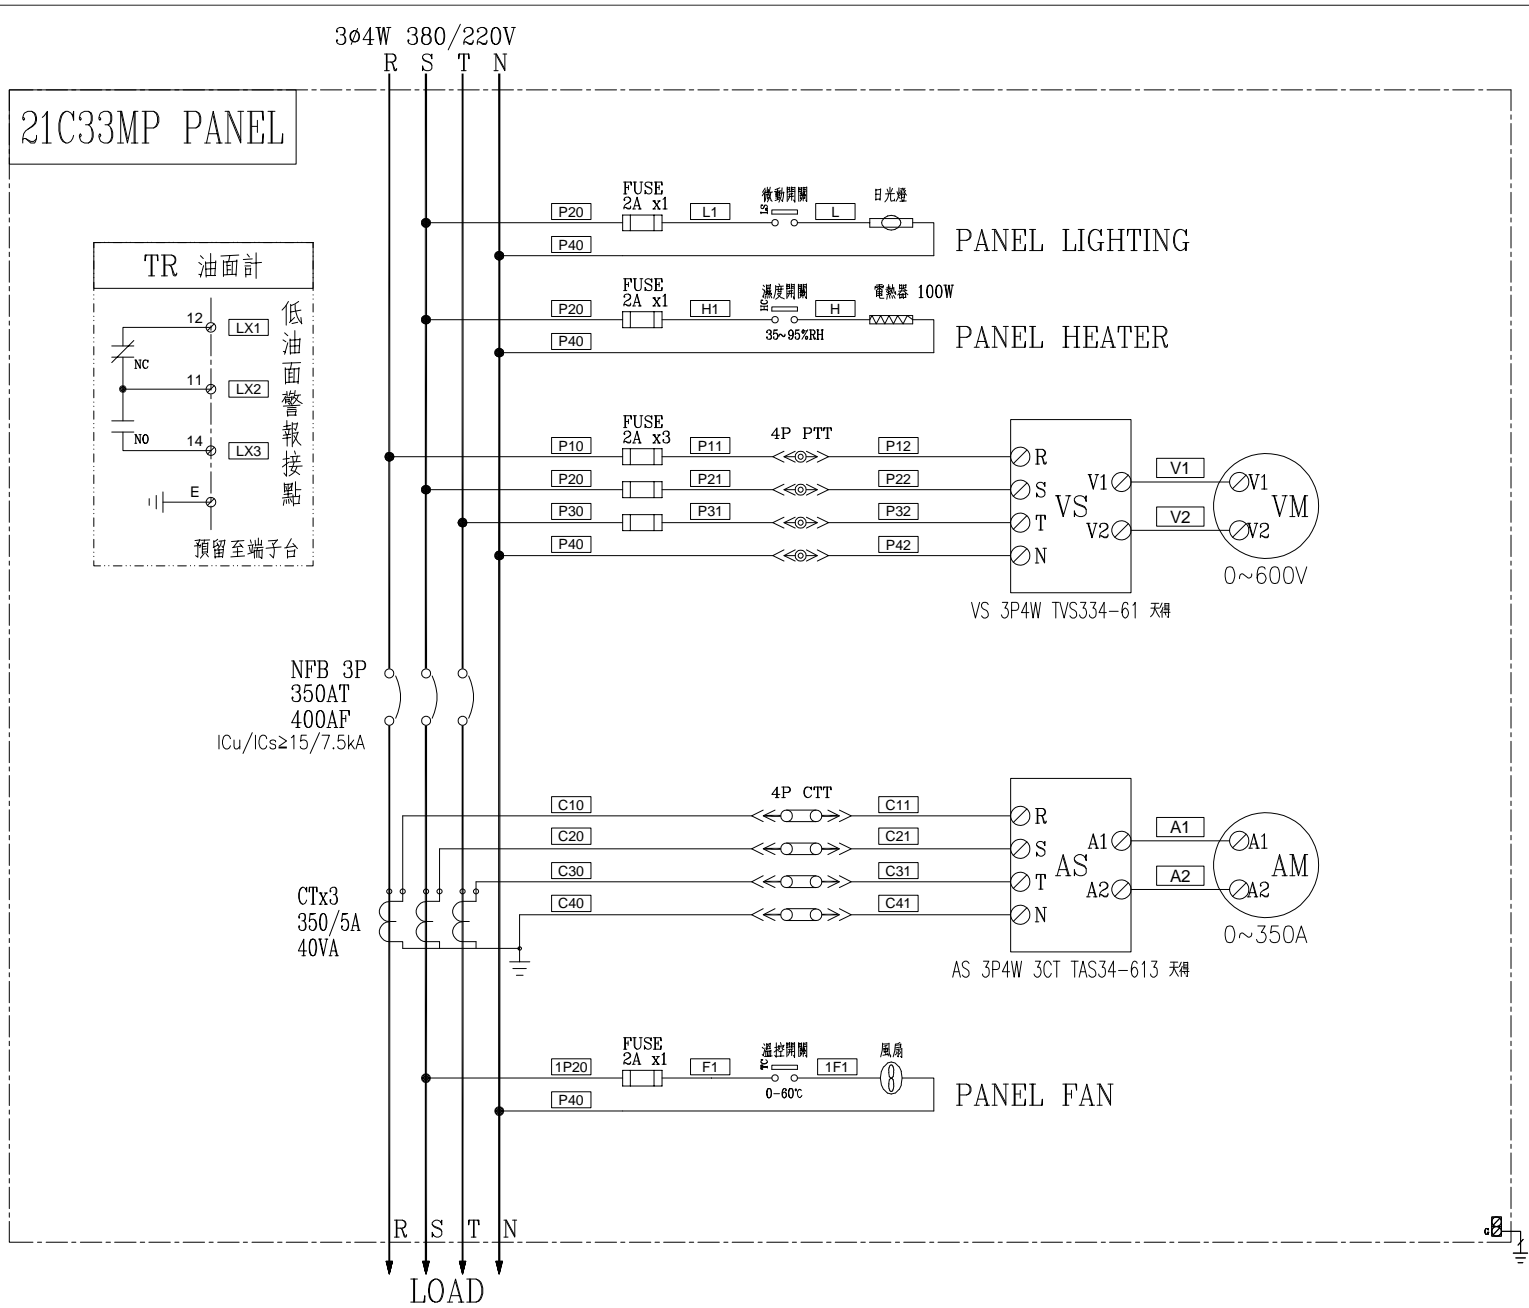 3ø4W 380/220V
R S T N
21C33MP PANEL
FUSE
2A x1
P20
L1
微動開關
LS
L
日光燈
P40
PANEL LIGHTING
FUSE
2A x1
P20
H1
濕度開關
HC
35~95%RH
H
電熱器 100W
P40
PANEL HEATER
TR 油面計
12
LX1
NC
11
LX2
NO
14
LX3
E
低油面警報接點
預留至端子台
FUSE
2A x3
4P PTT
P10
P11
P12
R
P20
P21
P22
S
P30
P31
P32
T
P40
P42
N
VS
V1
V2
V1
V2
V1
V2
VM
0~600V
VS 3P4W TVS334-61 天得
NFB 3P
350AT
400AF
ICu/ICs≥15/7.5kA
4P CTT
C10
C11
R
C20
C21
S
C30
C31
T
C40
C41
N
AS
A1
A2
A1
A2
A1
A2
AM
0~350A
AS 3P4W 3CT TAS34-613 天得
CTx3
350/5A
40VA
FUSE
2A x1
1P20
F1
溫控開關
TC
0-60℃
1F1
風扇
P40
PANEL FAN
R S T N
LOAD
G